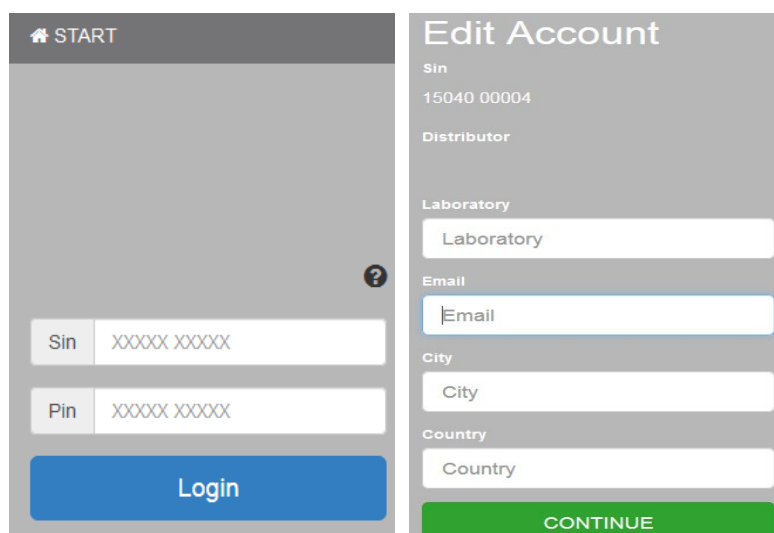 START
Sin XXXXX XXXXX
Pin XXXXX XXXXX
Login
Edit Account
Sin
15040 00004
Distributor
Laboratory
Laboratory
Email
Email
City
City
Country
Country
CONTINUE